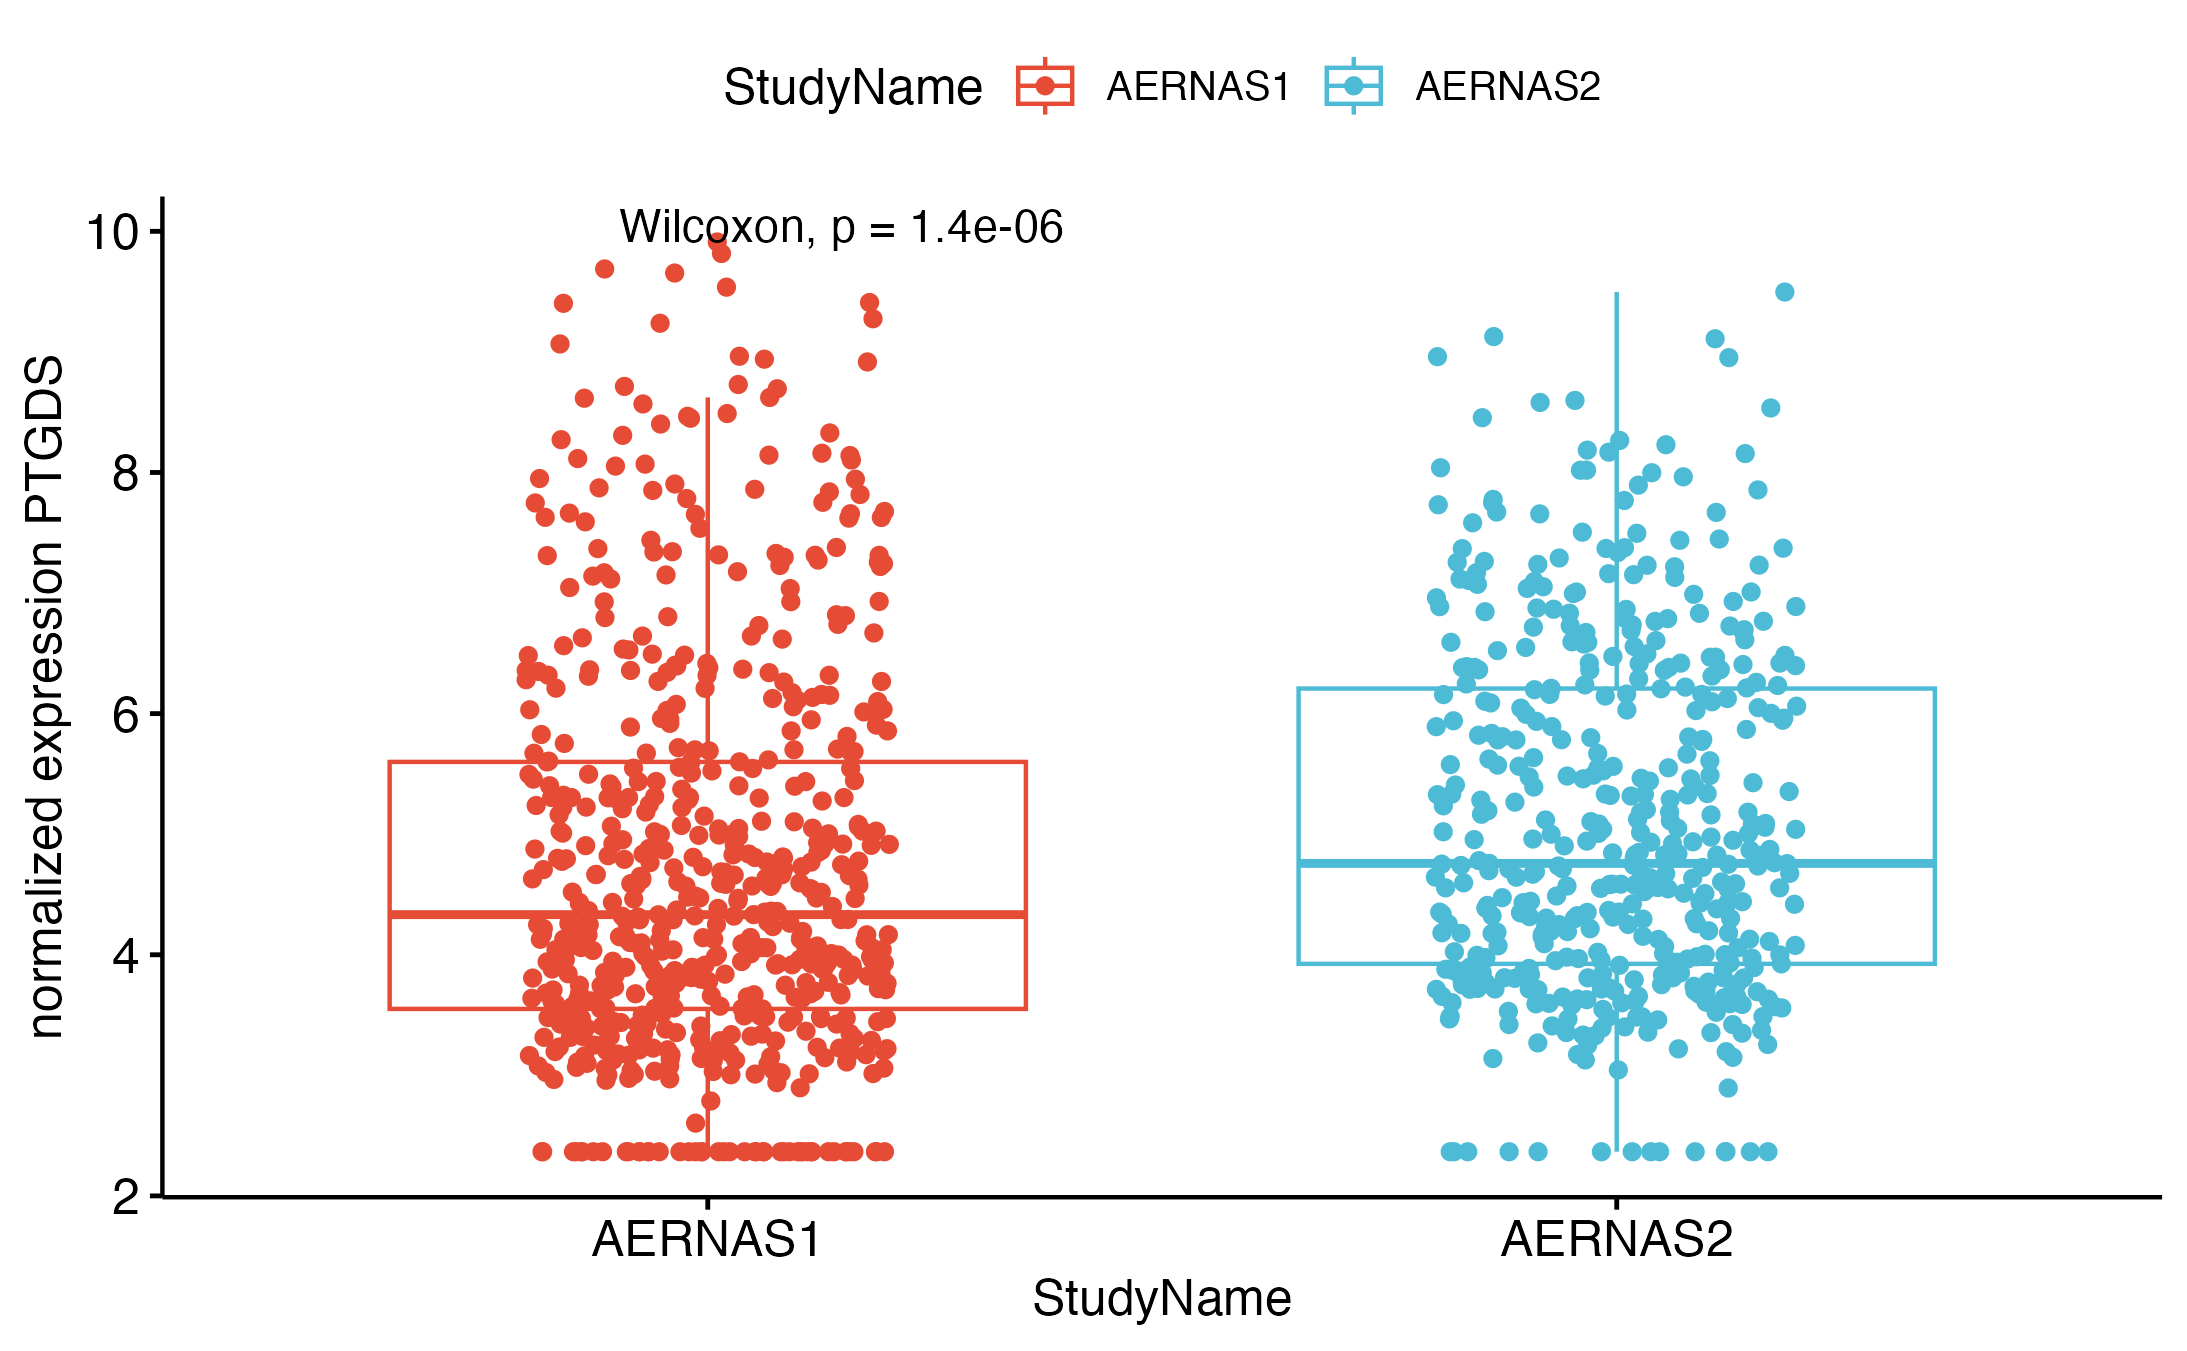 StudyName AERNAS1 AERNAS2
Wilcoxon, p = 1.4e-06
10
8
6
4
2
normalized expression PTGDS
AERNAS1 AERNAS2
StudyName